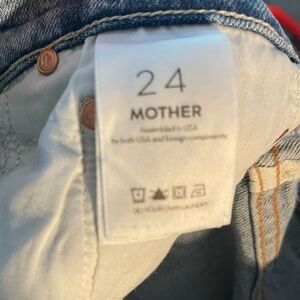 24
MOTHER
Assembled in USA
by both USA and foreign components
DO YOUR OWN LAUNDRY